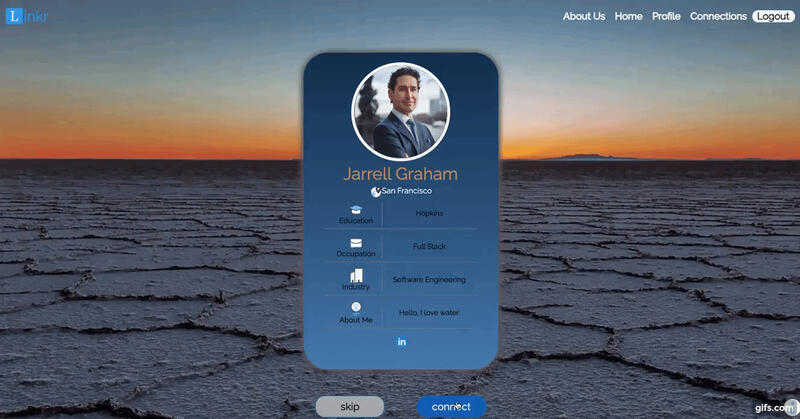 Linkr
About Us Home Profile Connections Logout
Jarrell Graham
San Francisco
Education Hopkins
Occupation Full Stack
Industry Software Engineering
About Me Hello, I love water
in
skip connect
gifs.com